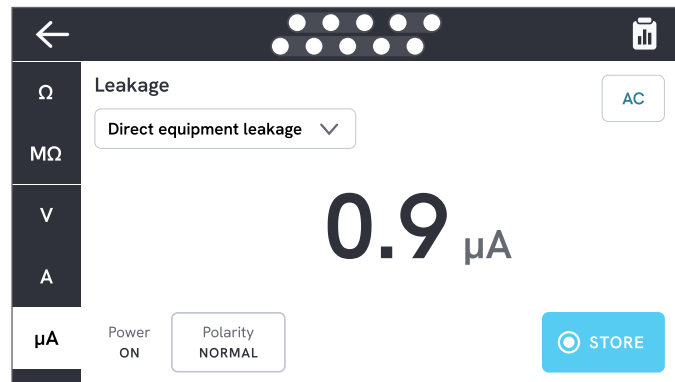 Ω
Leakage
AC
Direct equipment leakage
MΩ
V
0.9 µA
A
µA
Power
ON
Polarity
NORMAL
STORE